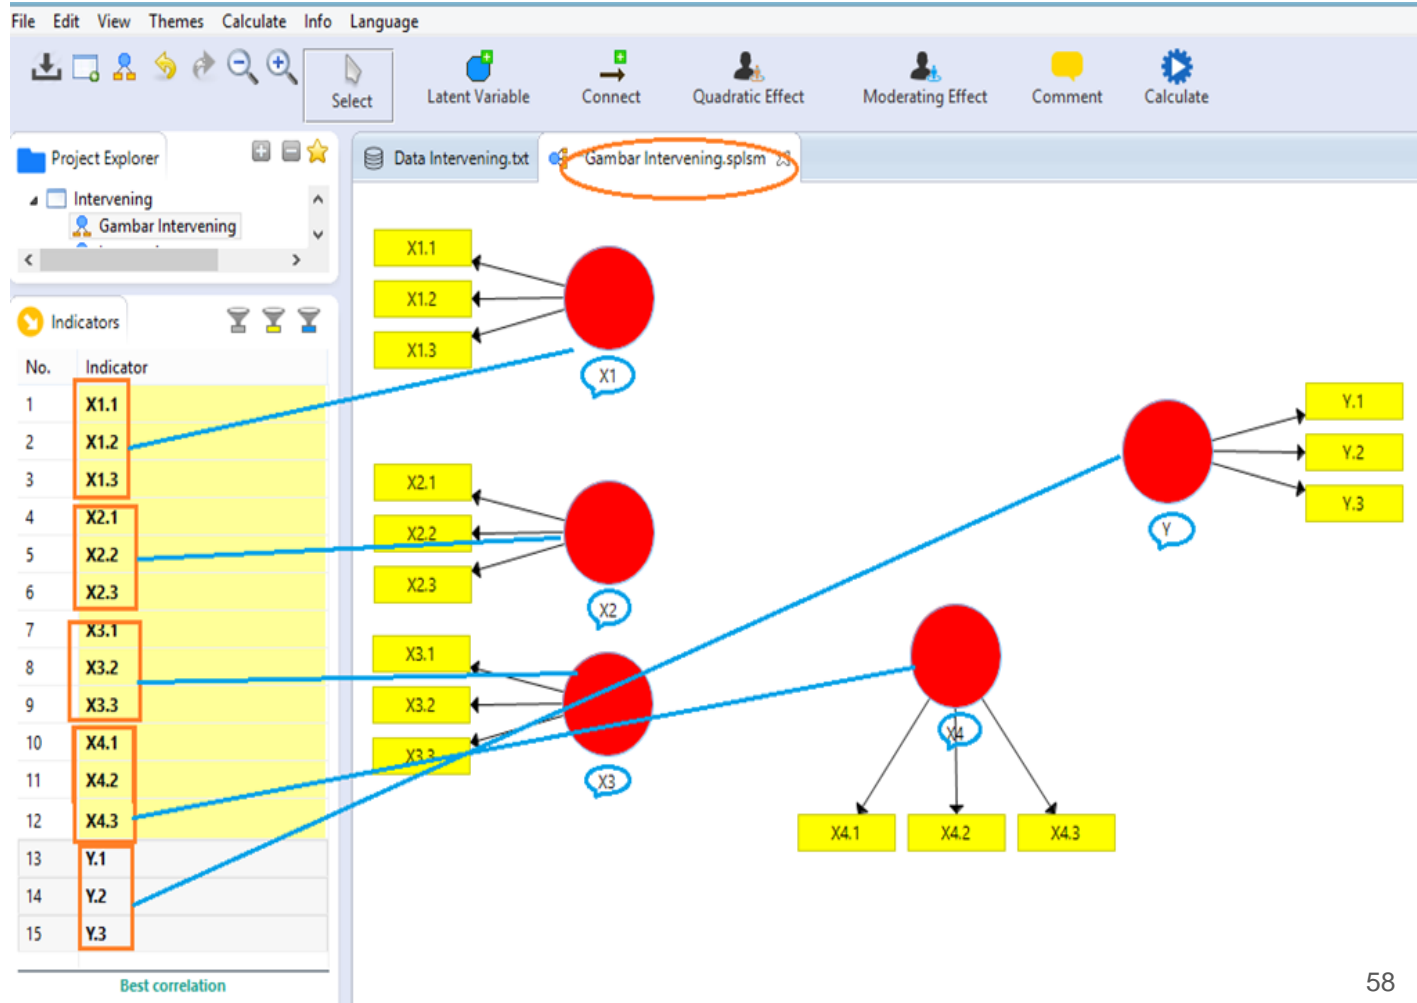 File Edit View Themes Calculate Info Language
Select
Latent Variable
Connect
Quadratic Effect
Moderating Effect
Comment
Calculate
Project Explorer
Intervening
Gambar Intervening
Data Intervening.txt
Gambar Intervening.splsm
Indicators
No. Indicator
1 X1.1
2 X1.2
3 X1.3
4 X2.1
5 X2.2
6 X2.3
7 X3.1
8 X3.2
9 X3.3
10 X4.1
11 X4.2
12 X4.3
13 Y.1
14 Y.2
15 Y.3
Best correlation
X1.1
X1.2
X1.3
X1
X2.1
X2.2
X2.3
X2
X3.1
X3.2
X3.3
X3
Y.1
Y.2
Y.3
Y
X4
X4.1 X4.2 X4.3
58